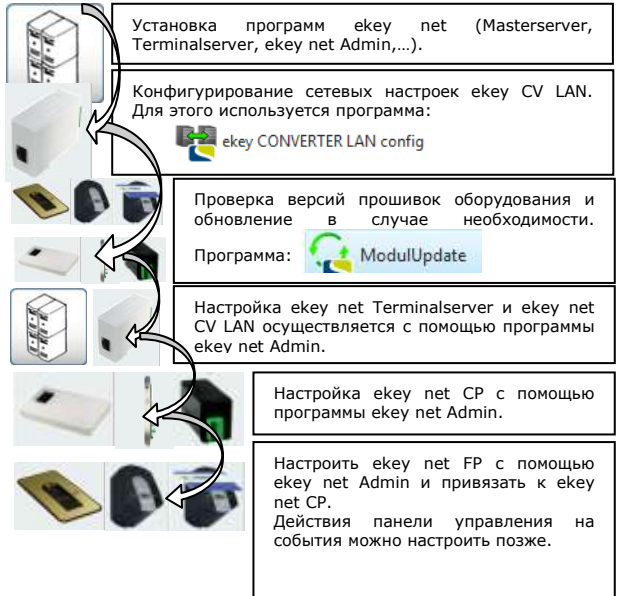 Установка программ ekey net (Masterserver,
Terminalserver, ekey net Admin,…).
Конфигурирование сетевых настроек ekey CV LAN.
Для этого используется программа:
ekey CONVERTER LAN config
Проверка версий прошивок оборудования и
обновление в случае необходимости.
Программа: ModulUpdate
Настройка ekey net Terminalserver и ekey net
CV LAN осуществляется с помощью программы
ekey net Admin.
Настройка ekey net CP с помощью
программы ekey net Admin.
Настроить ekey net FP с помощью
ekey net Admin и привязать к ekey
net CP.
Действия панели управления на
события можно настроить позже.